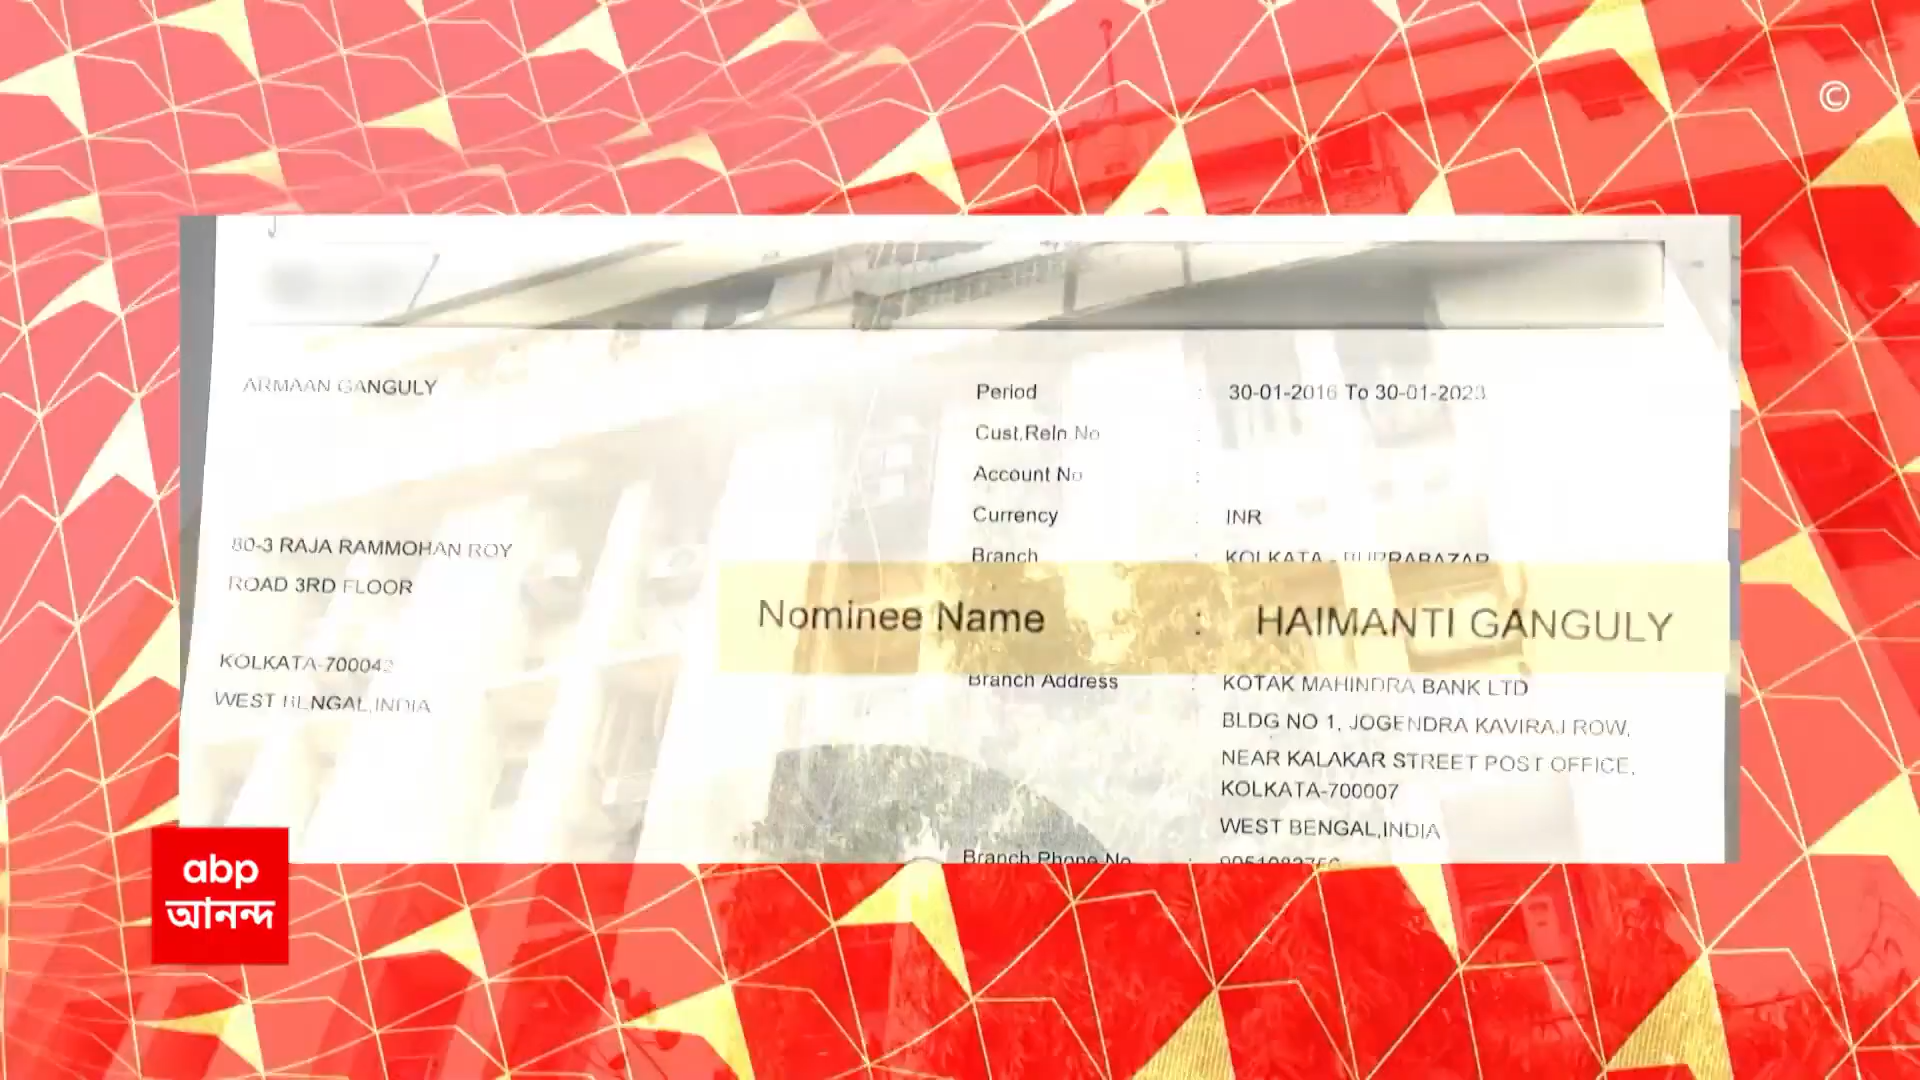 ©
ARMAAN GANGULY
80-3 RAJA RAMMOHAN ROY
ROAD 3RD FLOOR
KOLKATA-700042
WEST BENGAL,INDIA
Period : 30-01-2016 To 30-01-2023
Cust.Reln.No :
Account No :
Currency : INR
Branch : KOLKATA - BURRABAZAR
Nominee Name : HAIMANTI GANGULY
Branch Address : KOTAK MAHINDRA BANK LTD
BLDG NO 1, JOGENDRA KAVIRAJ ROW,
NEAR KALAKAR STREET POST OFFICE,
KOLKATA-700007
WEST BENGAL,INDIA
Branch Phone No :
abp
আনন্দ